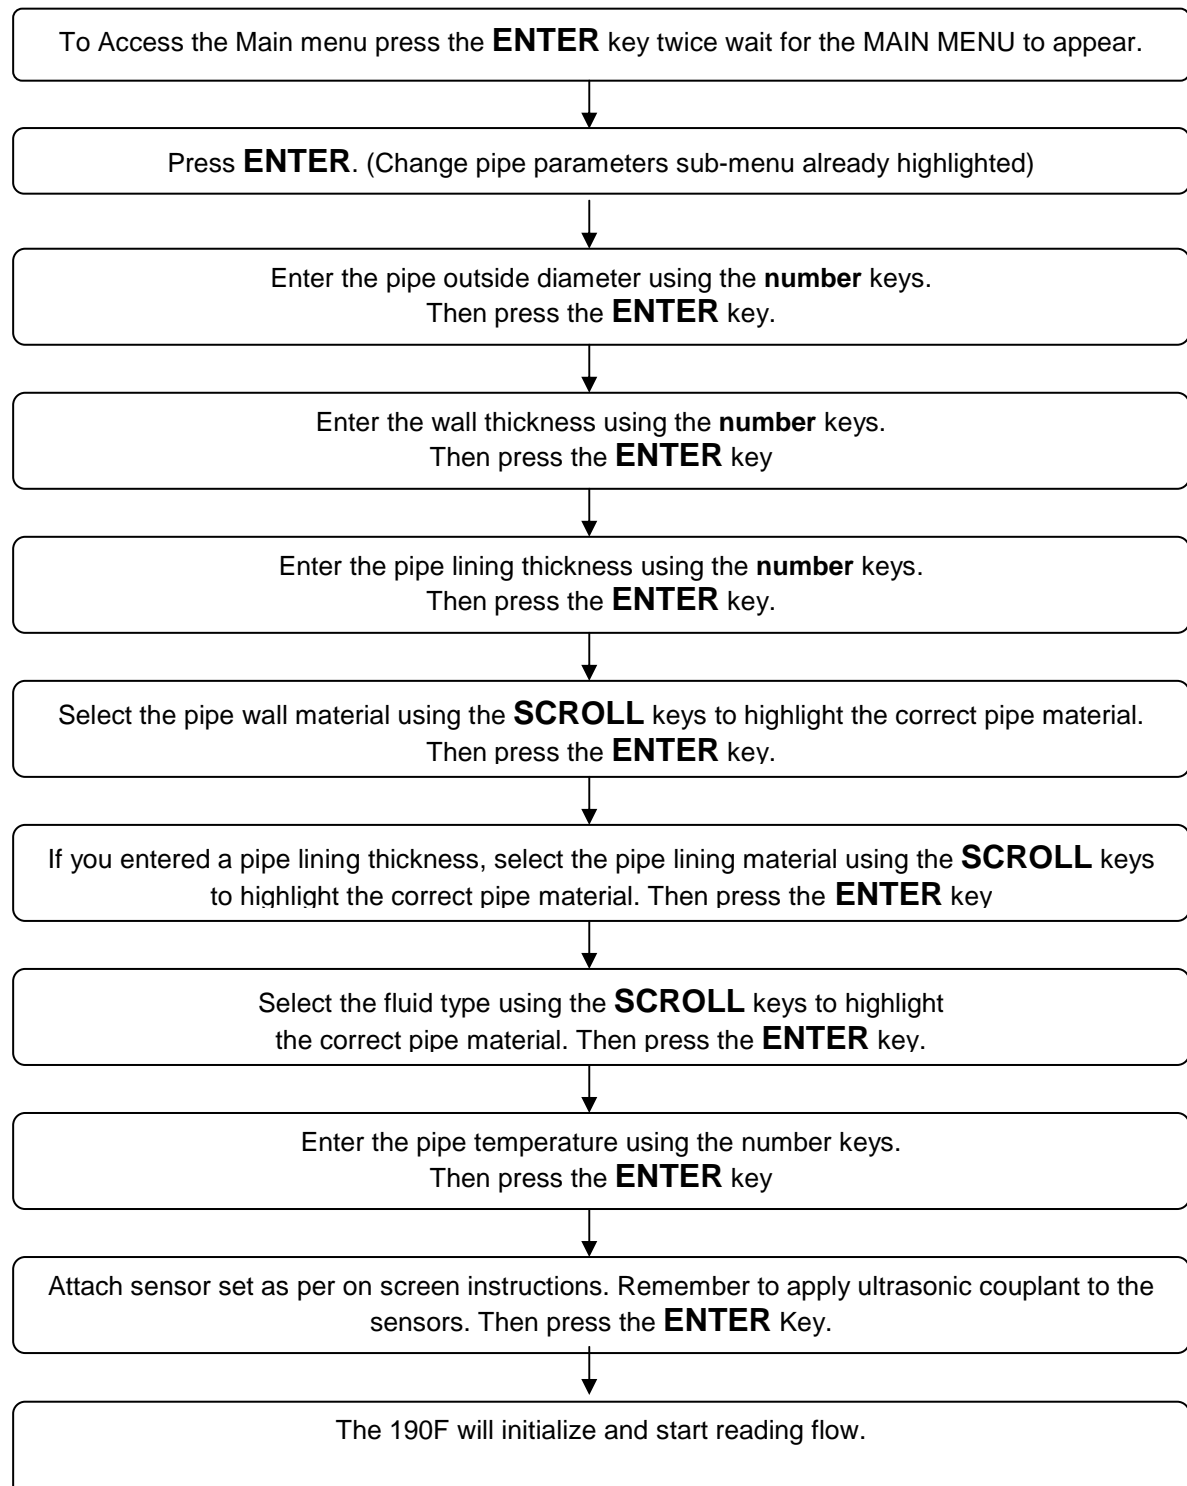 To Access the Main menu press the ENTER key twice wait for the MAIN MENU to appear.
Press ENTER. (Change pipe parameters sub-menu already highlighted)
Enter the pipe outside diameter using the number keys.
Then press the ENTER key.
Enter the wall thickness using the number keys.
Then press the ENTER key
Enter the pipe lining thickness using the number keys.
Then press the ENTER key.
Select the pipe wall material using the SCROLL keys to highlight the correct pipe material.
Then press the ENTER key.
If you entered a pipe lining thickness, select the pipe lining material using the SCROLL keys
to highlight the correct pipe material. Then press the ENTER key
Select the fluid type using the SCROLL keys to highlight
the correct pipe material. Then press the ENTER key.
Enter the pipe temperature using the number keys.
Then press the ENTER key
Attach sensor set as per on screen instructions. Remember to apply ultrasonic couplant to the
sensors. Then press the ENTER Key.
The 190F will initialize and start reading flow.